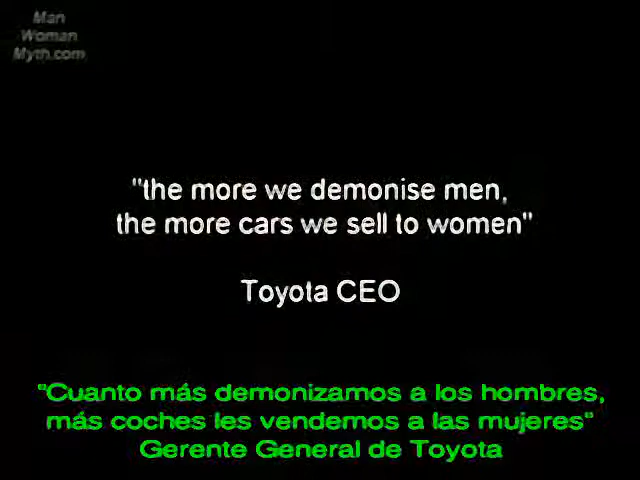 Man
Woman
Myth.com
"the more we demonise men,
the more cars we sell to women"
Toyota CEO
"Cuanto más demonizamos a los hombres,
más coches les vendemos a las mujeres"
Gerente General de Toyota